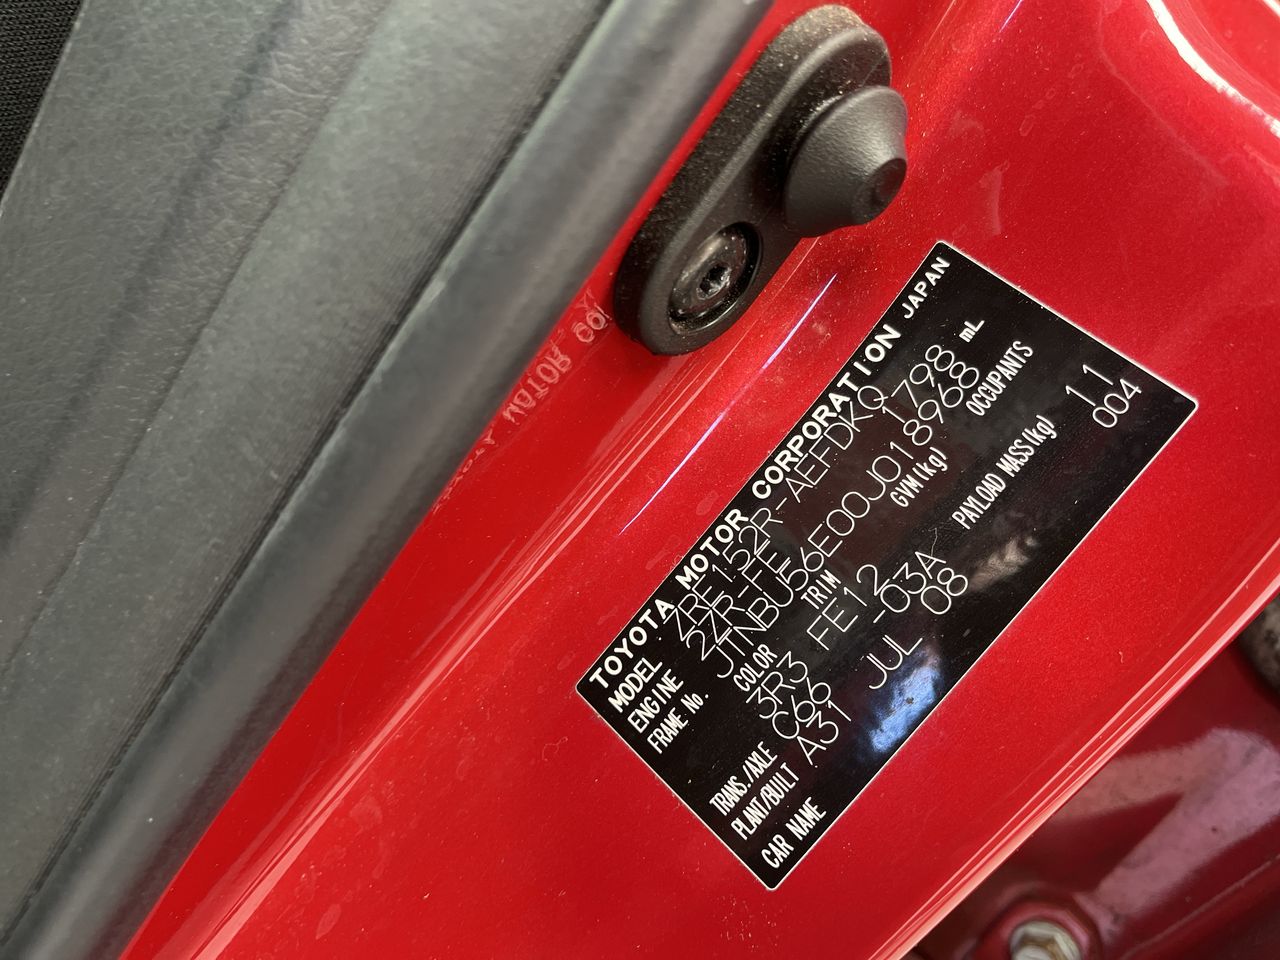 TOYOTA MOTOR CORPORATION JAPAN
MODEL ZRE152R-AEFDKQ
ENGINE 2ZR-FE 1798 mL
FRAME No. JTNBU56E00J018968
COLOR TRIM GVM(kg) OCCUPANTS
3R3 FE12
TRANS./AXLE C66 -03A PAYLOAD MASS(kg)
PLANT/BUILT A31 JUL 08 11
CAR NAME 004
MOTOR CO